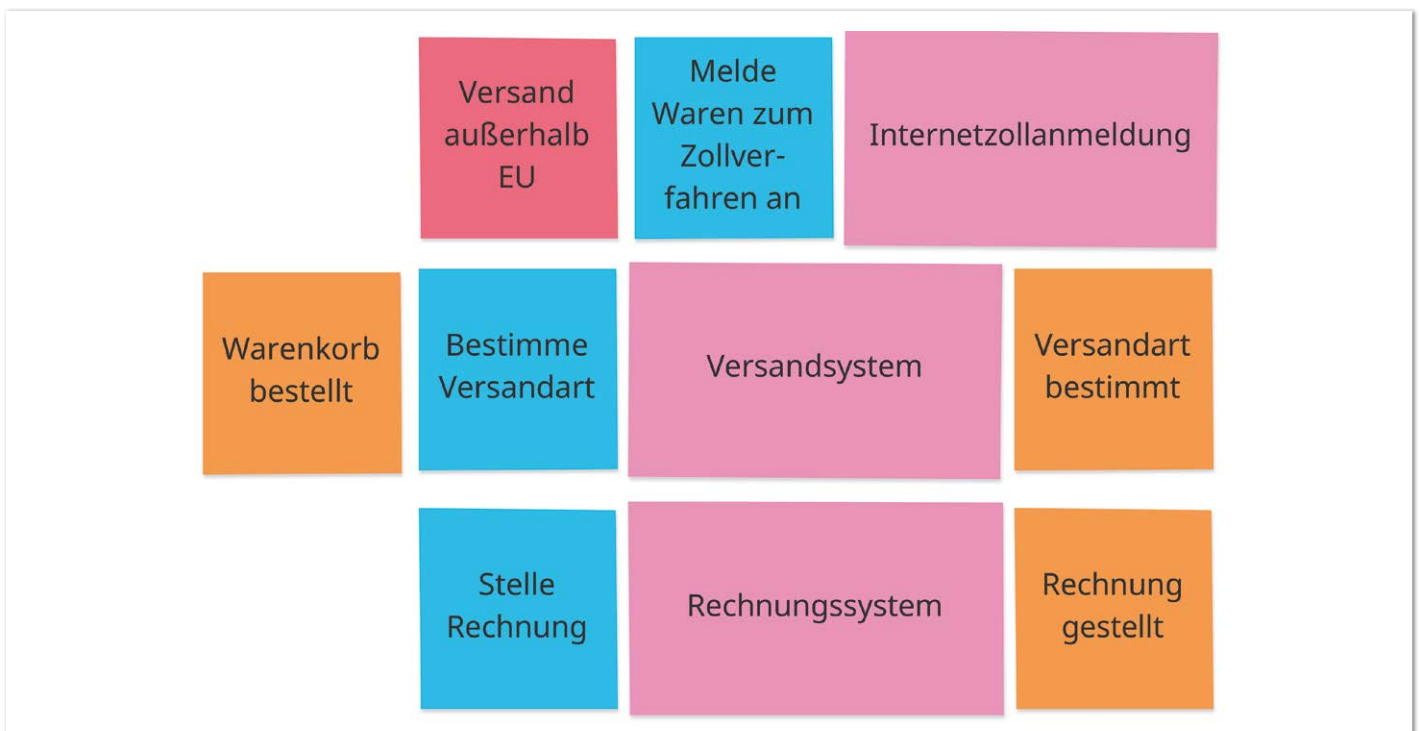 Versand
außerhalb
EU
Melde
Waren zum
Zollver-
fahren an
Internetzollanmeldung
Warenkorb
bestellt
Bestimme
Versandart
Versandsystem
Versandart
bestimmt
Stelle
Rechnung
Rechnungssystem
Rechnung
gestellt